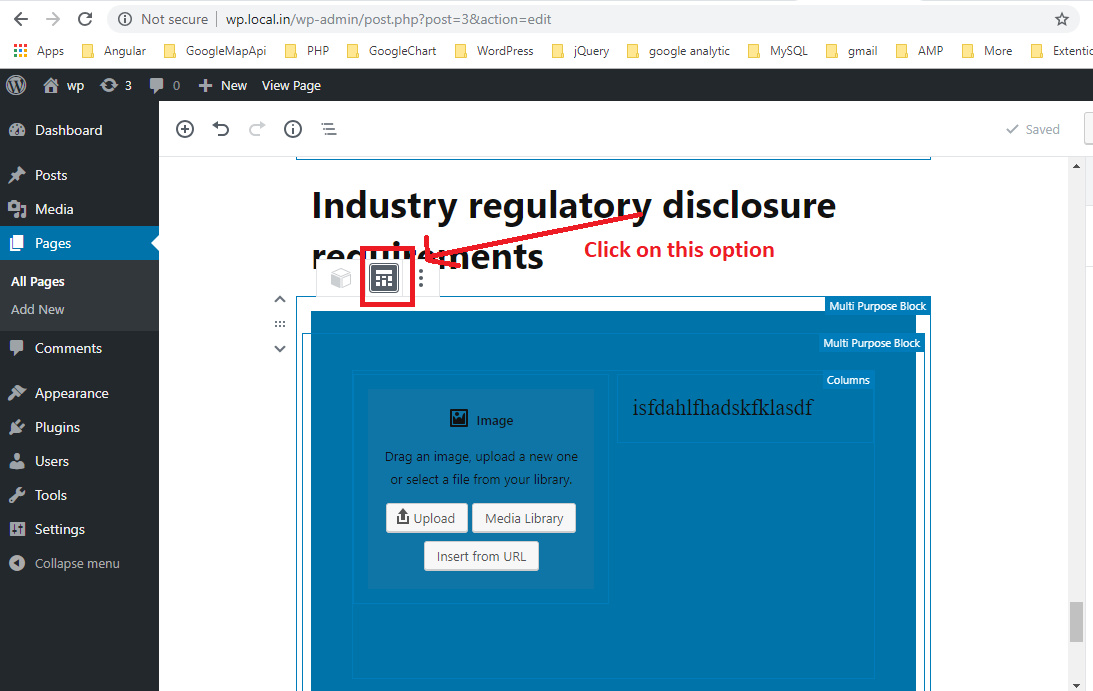 Not secure | wp.local.in/wp-admin/post.php?post=3&action=edit
Apps Angular GoogleMapApi PHP GoogleChart WordPress jQuery google analytic MySQL gmail AMP More Extentio
wp 3 0 New View Page
Dashboard
Posts
Media
Pages
All Pages
Add New
Comments
Appearance
Plugins
Users
Tools
Settings
Collapse menu
Saved
Industry regulatory disclosure
requirements
Click on this option
Multi Purpose Block
Multi Purpose Block
Columns
Image
Drag an image, upload a new one
or select a file from your library.
Upload Media Library
Insert from URL
isfdahlfhadskfklasdf